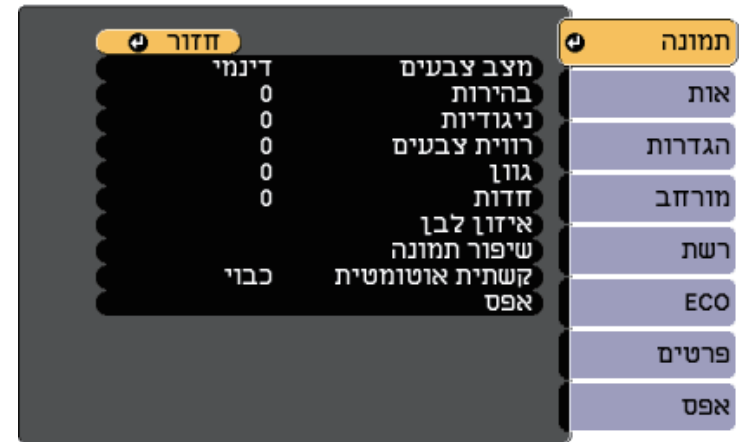 תמונה
אות
הגדרות
מורחב
רשת
ECO
פרטים
אפס
חזור
מצב צבעים דינמי
בהירות 0
ניגודיות 0
רווית צבעים 0
גוון 0
חדות 0
איזון לבן
שיפור תמונה
קשתית אוטומטית כבוי
אפס